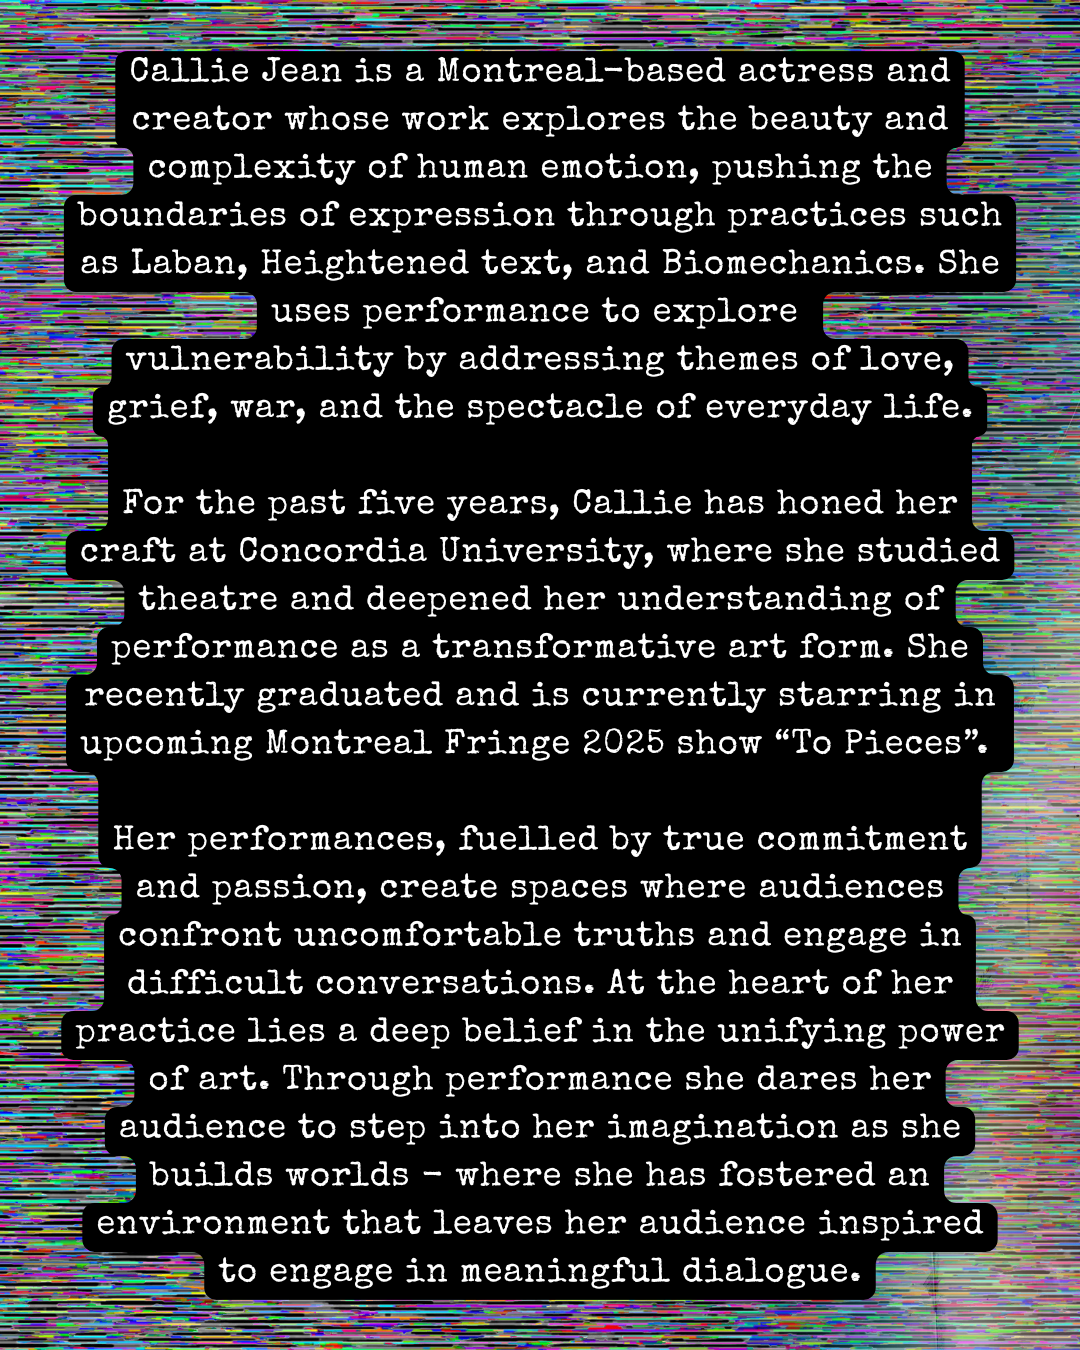 Callie Jean is a Montreal-based actress and
creator whose work explores the beauty and
complexity of human emotion, pushing the
boundaries of expression through practices such
as Laban, Heightened text, and Biomechanics. She
uses performance to explore
vulnerability by addressing themes of love,
grief, war, and the spectacle of everyday life.
For the past five years, Callie has honed her
craft at Concordia University, where she studied
theatre and deepened her understanding of
performance as a transformative art form. She
recently graduated and is currently starring in
upcoming Montreal Fringe 2025 show “To Pieces”.
Her performances, fuelled by true commitment
and passion, create spaces where audiences
confront uncomfortable truths and engage in
difficult conversations. At the heart of her
practice lies a deep belief in the unifying power
of art. Through performance she dares her
audience to step into her imagination as she
builds worlds - where she has fostered an
environment that leaves her audience inspired
to engage in meaningful dialogue.